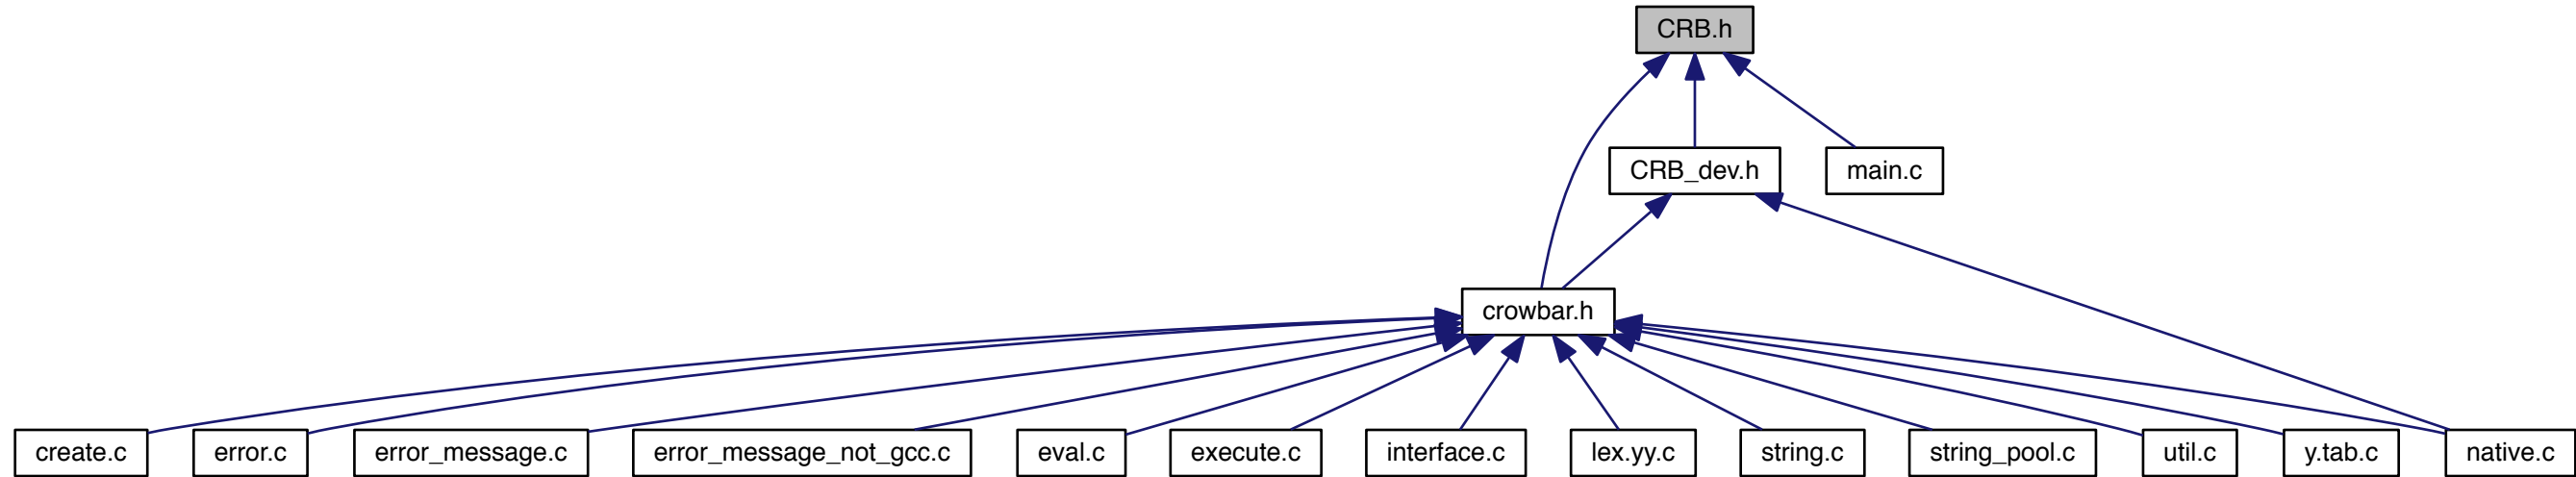 CRB.h
CRB_dev.h
main.c
crowbar.h
create.c
error.c
error_message.c
error_message_not_gcc.c
eval.c
execute.c
interface.c
lex.yy.c
string.c
string_pool.c
util.c
y.tab.c
native.c